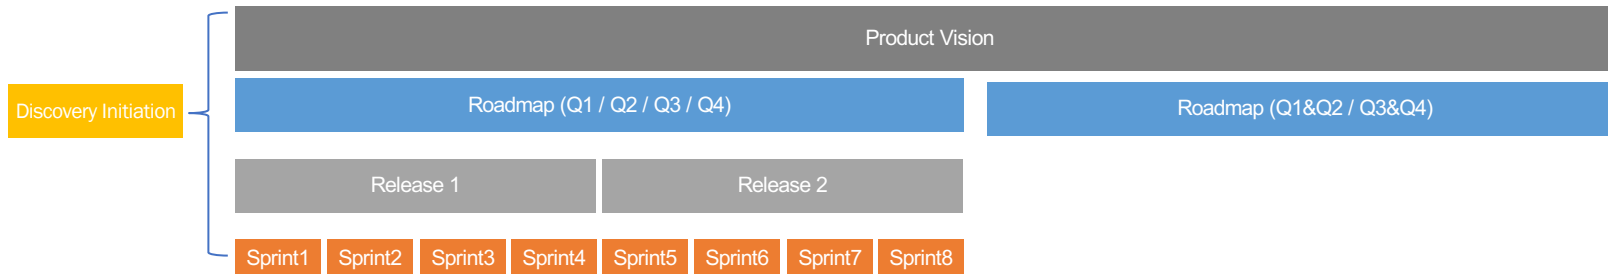 Product Vision
Discovery Initiation
Roadmap (Q1 / Q2 / Q3 / Q4)
Roadmap (Q1&Q2 / Q3&Q4)
Release 1
Release 2
Sprint1
Sprint2
Sprint3
Sprint4
Sprint5
Sprint6
Sprint7
Sprint8